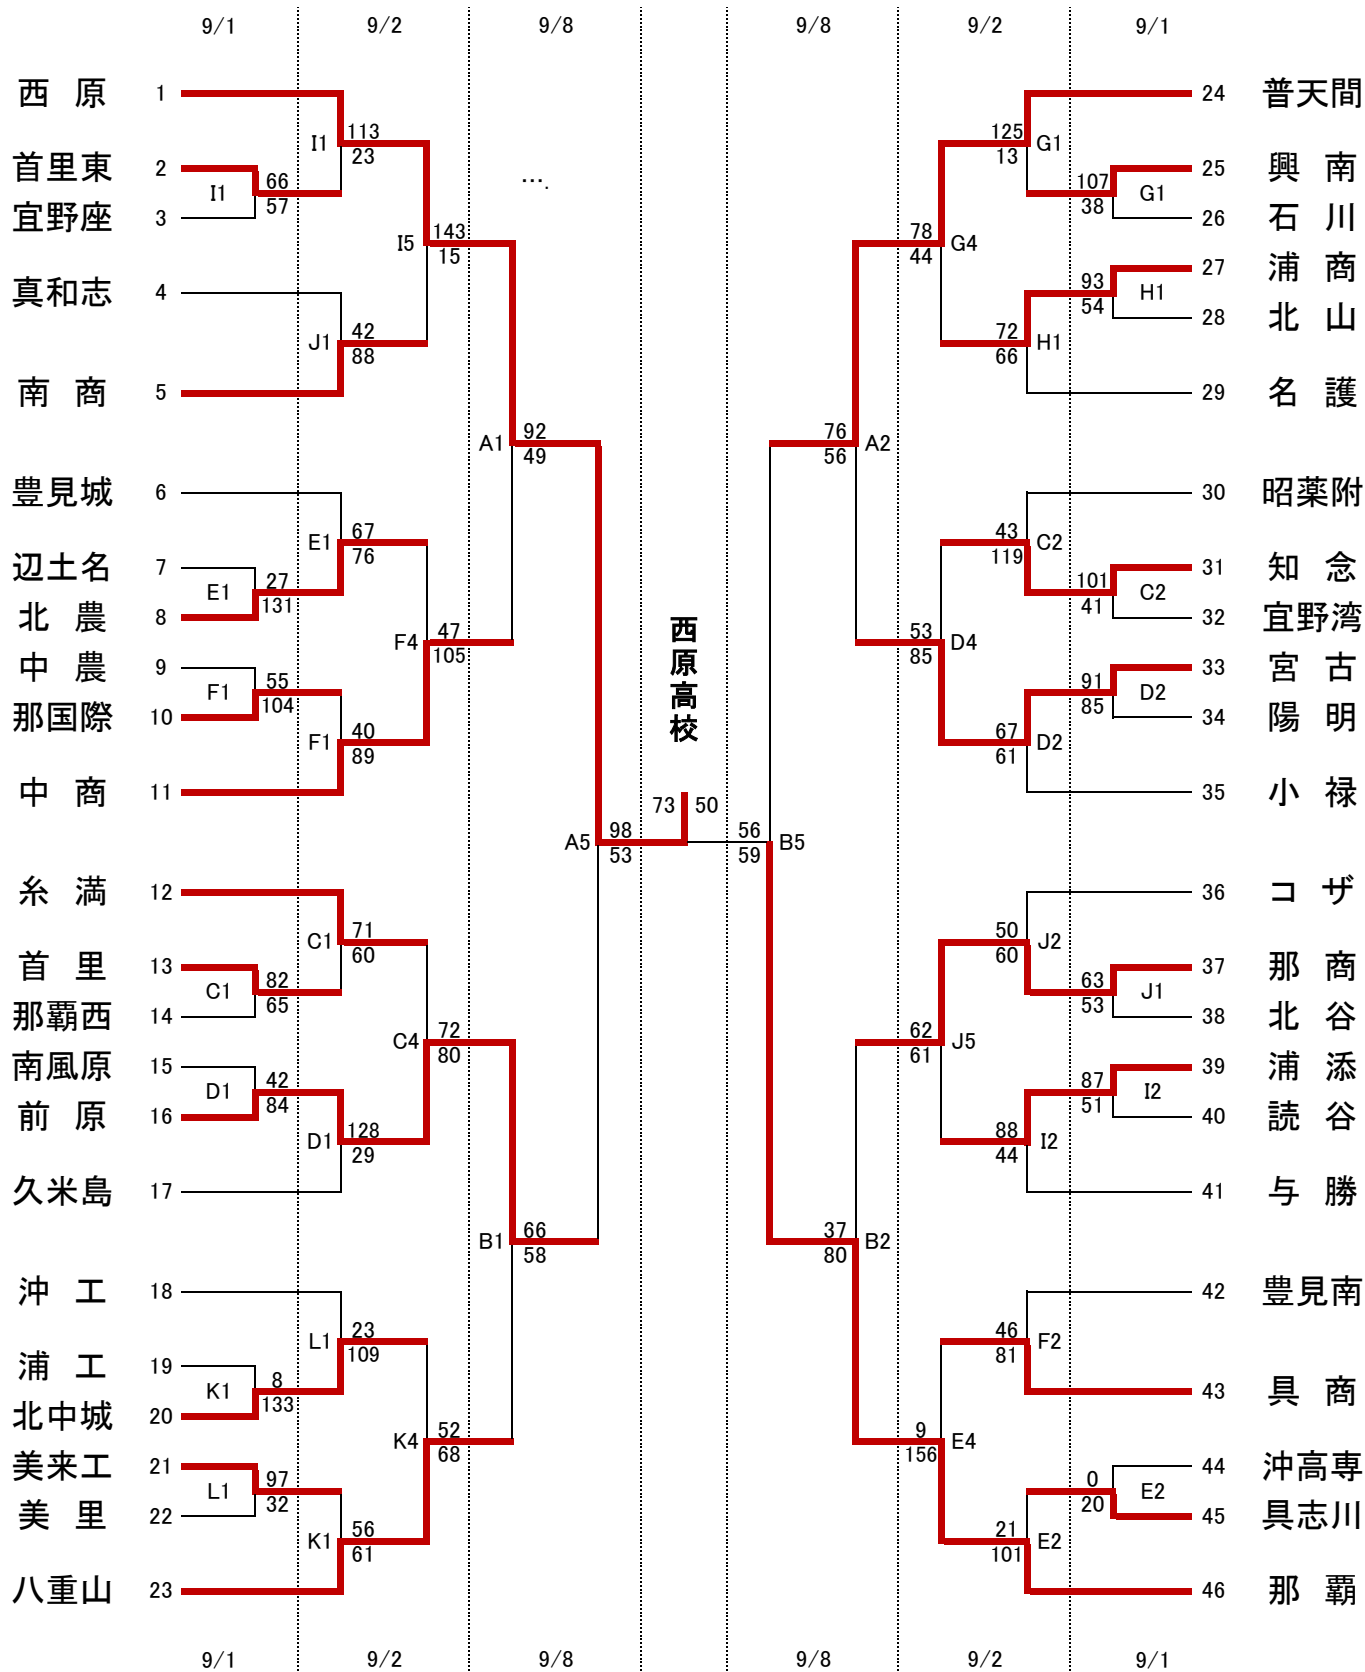 9/1 9/2 9/8 9/8 9/2 9/1
西 原 1 24 普天間
I1 113 125 G1
23 13
首里東 2 66 107 25 興 南
I1 57 38 G1
宜野座 3 26 石 川
….
I5 143 78 G4
15 44
27 浦 商
93 H1
54
真和志 4 28 北 山
J1 42 72 H1
88 66
南 商 5 29 名 護
A1 92 76 A2
49 56
豊見城 6 30 昭薬附
E1 67 43 C2
76 119
辺土名 7 27 101 31 知 念
E1 131 41 C2
北 農 8 32 宜野湾
F4 47 53 D4
105 85
中 農 9 55 91 33 宮 古
F1 104 85 D2
那国際 10 34 陽 明
F1 40 67 D2
89 61
中 商 11 35 小 禄
西原高校
73 50
A5 98 56 B5
53 59
糸 満 12 36 コ ザ
C1 71 50 J2
60 60
首 里 13 82 63 37 那 商
C1 65 53 J1
那覇西 14 38 北 谷
C4 72 62 J5
80 61
南風原 15 42 87 39 浦 添
D1 84 51 I2
前 原 16 40 読 谷
D1 128 88 I2
29 44
久米島 17 41 与 勝
B1 66 37 B2
58 80
沖 工 18 42 豊見南
L1 23 46 F2
109 81
浦 工 19 8
K1 133 43 具 商
北中城 20
K4 52 9 E4
68 156
美来工 21 97 0 44 沖高専
L1 32 20 E2
美 里 22 45 具志川
K1 56 21 E2
61 101
八重山 23 46 那 覇
9/1 9/2 9/8 9/8 9/2 9/1